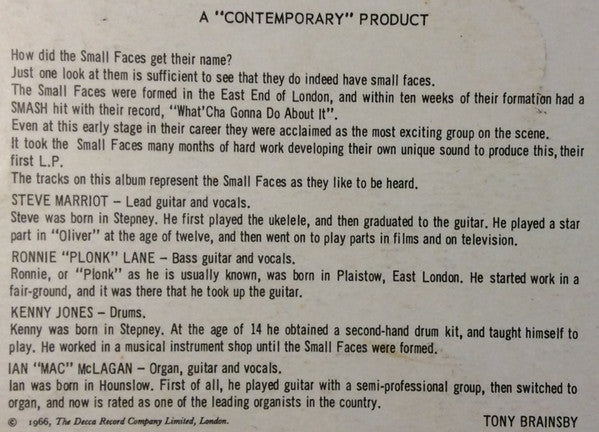 A "CONTEMPORARY" PRODUCT
How did the Small Faces get their name?
Just one look at them is sufficient to see that they do indeed have small faces.
The Small Faces were formed in the East End of London, and within ten weeks of their formation had a
SMASH hit with their record, "What'Cha Gonna Do About It".
Even at this early stage in their career they were acclaimed as the most exciting group on the scene.
It took the Small Faces many months of hard work developing their own unique sound to produce this, their
first L.P.
The tracks on this album represent the Small Faces as they like to be heard.
STEVE MARRIOT – Lead guitar and vocals.
Steve was born in Stepney. He first played the ukelele, and then graduated to the guitar. He played a star
part in "Oliver" at the age of twelve, and then went on to play parts in films and on television.
RONNIE "PLONK" LANE – Bass guitar and vocals.
Ronnie, or "Plonk" as he is usually known, was born in Plaistow, East London. He started work in a
fair-ground, and it was there that he took up the guitar.
KENNY JONES – Drums.
Kenny was born in Stepney. At the age of 14 he obtained a second-hand drum kit, and taught himself to
play. He worked in a musical instrument shop until the Small Faces were formed.
IAN "MAC" McLAGAN – Organ, guitar and vocals.
Ian was born in Hounslow. First of all, he played guitar with a semi-professional group, then switched to
organ, and now is rated as one of the leading organists in the country.
© 1966, The Decca Record Company Limited, London. TONY BRAINSBY